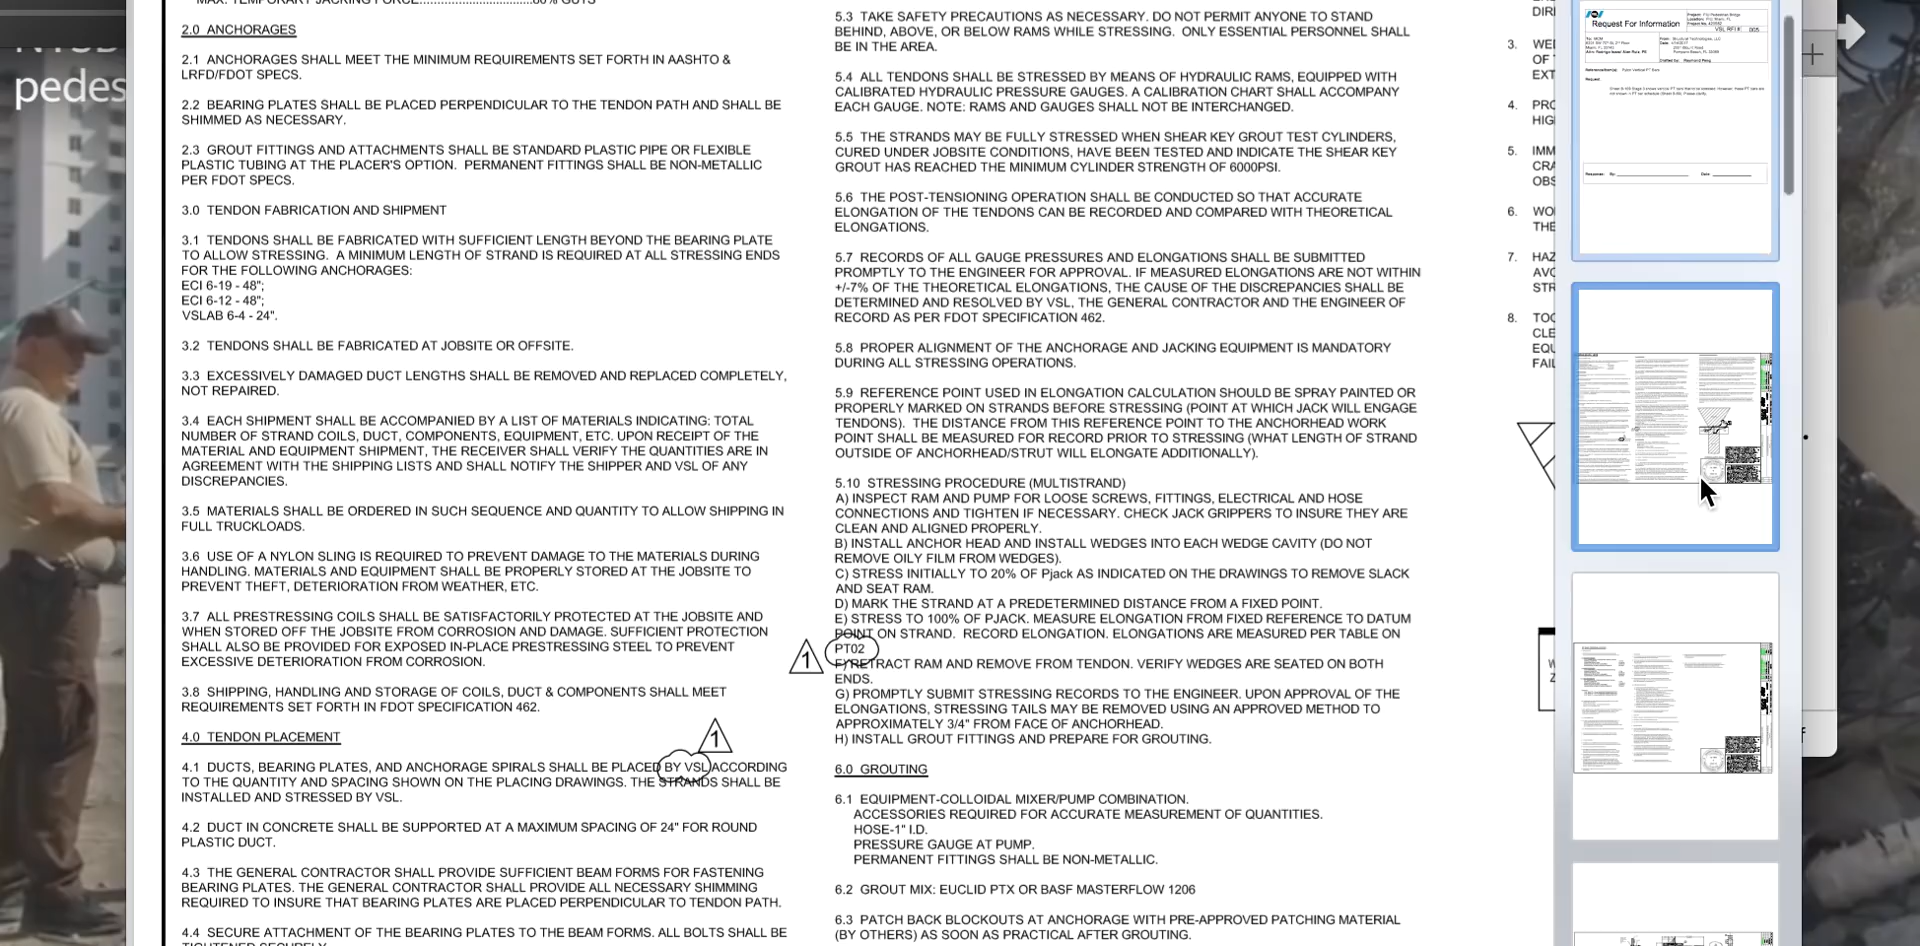 pedes
2.0 ANCHORAGES
2.1 ANCHORAGES SHALL MEET THE MINIMUM REQUIREMENTS SET FORTH IN AASHTO &
LRFD/FDOT SPECS.
2.2 BEARING PLATES SHALL BE PLACED PERPENDICULAR TO THE TENDON PATH AND SHALL BE
SHIMMED AS NECESSARY.
2.3 GROUT FITTINGS AND ATTACHMENTS SHALL BE STANDARD PLASTIC PIPE OR FLEXIBLE
PLASTIC TUBING AT THE PLACER'S OPTION. PERMANENT FITTINGS SHALL BE NON-METALLIC
PER FDOT SPECS.
3.0 TENDON FABRICATION AND SHIPMENT
3.1 TENDONS SHALL BE FABRICATED WITH SUFFICIENT LENGTH BEYOND THE BEARING PLATE
TO ALLOW STRESSING. A MINIMUM LENGTH OF STRAND IS REQUIRED AT ALL STRESSING ENDS
FOR THE FOLLOWING ANCHORAGES:
ECI 6-19 - 48";
ECI 6-12 - 48";
VSLAB 6-4 - 24".
3.2 TENDONS SHALL BE FABRICATED AT JOBSITE OR OFFSITE.
3.3 EXCESSIVELY DAMAGED DUCT LENGTHS SHALL BE REMOVED AND REPLACED COMPLETELY,
NOT REPAIRED.
3.4 EACH SHIPMENT SHALL BE ACCOMPANIED BY A LIST OF MATERIALS INDICATING: TOTAL
NUMBER OF STRAND COILS, DUCT, COMPONENTS, EQUIPMENT, ETC. UPON RECEIPT OF THE
MATERIAL AND EQUIPMENT SHIPMENT, THE RECEIVER SHALL VERIFY THE QUANTITIES ARE IN
AGREEMENT WITH THE SHIPPING LISTS AND SHALL NOTIFY THE SHIPPER AND VSL OF ANY
DISCREPANCIES.
3.5 MATERIALS SHALL BE ORDERED IN SUCH SEQUENCE AND QUANTITY TO ALLOW SHIPPING IN
FULL TRUCKLOADS.
3.6 USE OF A NYLON SLING IS REQUIRED TO PREVENT DAMAGE TO THE MATERIALS DURING
HANDLING. MATERIALS AND EQUIPMENT SHALL BE PROPERLY STORED AT THE JOBSITE TO
PREVENT THEFT, DETERIORATION FROM WEATHER, ETC.
3.7 ALL PRESTRESSING COILS SHALL BE SATISFACTORILY PROTECTED AT THE JOBSITE AND
WHEN STORED OFF THE JOBSITE FROM CORROSION AND DAMAGE. SUFFICIENT PROTECTION
SHALL ALSO BE PROVIDED FOR EXPOSED IN-PLACE PRESTRESSING STEEL TO PREVENT
EXCESSIVE DETERIORATION FROM CORROSION.
3.8 SHIPPING, HANDLING AND STORAGE OF COILS, DUCT & COMPONENTS SHALL MEET
REQUIREMENTS SET FORTH IN FDOT SPECIFICATION 462.
4.0 TENDON PLACEMENT
1
4.1 DUCTS, BEARING PLATES, AND ANCHORAGE SPIRALS SHALL BE PLACED BY VSL ACCORDING
TO THE QUANTITY AND SPACING SHOWN ON THE PLACING DRAWINGS. THE STRANDS SHALL BE
INSTALLED AND STRESSED BY VSL.
4.2 DUCT IN CONCRETE SHALL BE SUPPORTED AT A MAXIMUM SPACING OF 24" FOR ROUND
PLASTIC DUCT.
4.3 THE GENERAL CONTRACTOR SHALL PROVIDE SUFFICIENT BEAM FORMS FOR FASTENING
BEARING PLATES. THE GENERAL CONTRACTOR SHALL PROVIDE ALL NECESSARY SHIMMING
REQUIRED TO INSURE THAT BEARING PLATES ARE PLACED PERPENDICULAR TO TENDON PATH.
4.4 SECURE ATTACHMENT OF THE BEARING PLATES TO THE BEAM FORMS. ALL BOLTS SHALL BE
5.3 TAKE SAFETY PRECAUTIONS AS NECESSARY. DO NOT PERMIT ANYONE TO STAND
BEHIND, ABOVE, OR BELOW RAMS WHILE STRESSING. ONLY ESSENTIAL PERSONNEL SHALL
BE IN THE AREA.
5.4 ALL TENDONS SHALL BE STRESSED BY MEANS OF HYDRAULIC RAMS, EQUIPPED WITH
CALIBRATED HYDRAULIC PRESSURE GAUGES. A CALIBRATION CHART SHALL ACCOMPANY
EACH GAUGE. NOTE: RAMS AND GAUGES SHALL NOT BE INTERCHANGED.
5.5 THE STRANDS MAY BE FULLY STRESSED WHEN SHEAR KEY GROUT TEST CYLINDERS,
CURED UNDER JOBSITE CONDITIONS, HAVE BEEN TESTED AND INDICATE THE SHEAR KEY
GROUT HAS REACHED THE MINIMUM CYLINDER STRENGTH OF 6000PSI.
5.6 THE POST-TENSIONING OPERATION SHALL BE CONDUCTED SO THAT ACCURATE
ELONGATION OF THE TENDONS CAN BE RECORDED AND COMPARED WITH THEORETICAL
ELONGATIONS.
5.7 RECORDS OF ALL GAUGE PRESSURES AND ELONGATIONS SHALL BE SUBMITTED
PROMPTLY TO THE ENGINEER FOR APPROVAL. IF MEASURED ELONGATIONS ARE NOT WITHIN
+/-7% OF THE THEORETICAL ELONGATIONS, THE CAUSE OF THE DISCREPANCIES SHALL BE
DETERMINED AND RESOLVED BY VSL, THE GENERAL CONTRACTOR AND THE ENGINEER OF
RECORD AS PER FDOT SPECIFICATION 462.
5.8 PROPER ALIGNMENT OF THE ANCHORAGE AND JACKING EQUIPMENT IS MANDATORY
DURING ALL STRESSING OPERATIONS.
5.9 REFERENCE POINT USED IN ELONGATION CALCULATION SHOULD BE SPRAY PAINTED OR
PROPERLY MARKED ON STRANDS BEFORE STRESSING (POINT AT WHICH JACK WILL ENGAGE
TENDONS). THE DISTANCE FROM THIS REFERENCE POINT TO THE ANCHORHEAD WORK
POINT SHALL BE MEASURED FOR RECORD PRIOR TO STRESSING (WHAT LENGTH OF STRAND
OUTSIDE OF ANCHORHEAD/STRUT WILL ELONGATE ADDITIONALLY).
5.10 STRESSING PROCEDURE (MULTISTRAND)
A) INSPECT RAM AND PUMP FOR LOOSE SCREWS, FITTINGS, ELECTRICAL AND HOSE
CONNECTIONS AND TIGHTEN IF NECESSARY. CHECK JACK GRIPPERS TO INSURE THEY ARE
CLEAN AND ALIGNED PROPERLY.
B) INSTALL ANCHOR HEAD AND INSTALL WEDGES INTO EACH WEDGE CAVITY (DO NOT
REMOVE OILY FILM FROM WEDGES).
C) STRESS INITIALLY TO 20% OF Pjack AS INDICATED ON THE DRAWINGS TO REMOVE SLACK
AND SEAT RAM.
D) MARK THE STRAND AT A PREDETERMINED DISTANCE FROM A FIXED POINT.
E) STRESS TO 100% OF PJACK. MEASURE ELONGATION FROM FIXED REFERENCE TO DATUM
POINT ON STRAND. RECORD ELONGATION. ELONGATIONS ARE MEASURED PER TABLE ON
1 PT02
F) RETRACT RAM AND REMOVE FROM TENDON. VERIFY WEDGES ARE SEATED ON BOTH
ENDS.
G) PROMPTLY SUBMIT STRESSING RECORDS TO THE ENGINEER. UPON APPROVAL OF THE
ELONGATIONS, STRESSING TAILS MAY BE REMOVED USING AN APPROVED METHOD TO
APPROXIMATELY 3/4" FROM FACE OF ANCHORHEAD.
H) INSTALL GROUT FITTINGS AND PREPARE FOR GROUTING.
6.0 GROUTING
6.1 EQUIPMENT-COLLOIDAL MIXER/PUMP COMBINATION.
ACCESSORIES REQUIRED FOR ACCURATE MEASUREMENT OF QUANTITIES.
HOSE-1" I.D.
PRESSURE GAUGE AT PUMP.
PERMANENT FITTINGS SHALL BE NON-METALLIC.
6.2 GROUT MIX: EUCLID PTX OR BASF MASTERFLOW 1206
6.3 PATCH BACK BLOCKOUTS AT ANCHORAGE WITH PRE-APPROVED PATCHING MATERIAL
(BY OTHERS) AS SOON AS PRACTICAL AFTER GROUTING.
3. WE
OF
EXT
4. PRO
HIG
5. IMM
CRA
OBS
6. WO
THE
7. HAZ
AVO
STR
8. TOO
CLE
EQU
FAIL
Request For Information